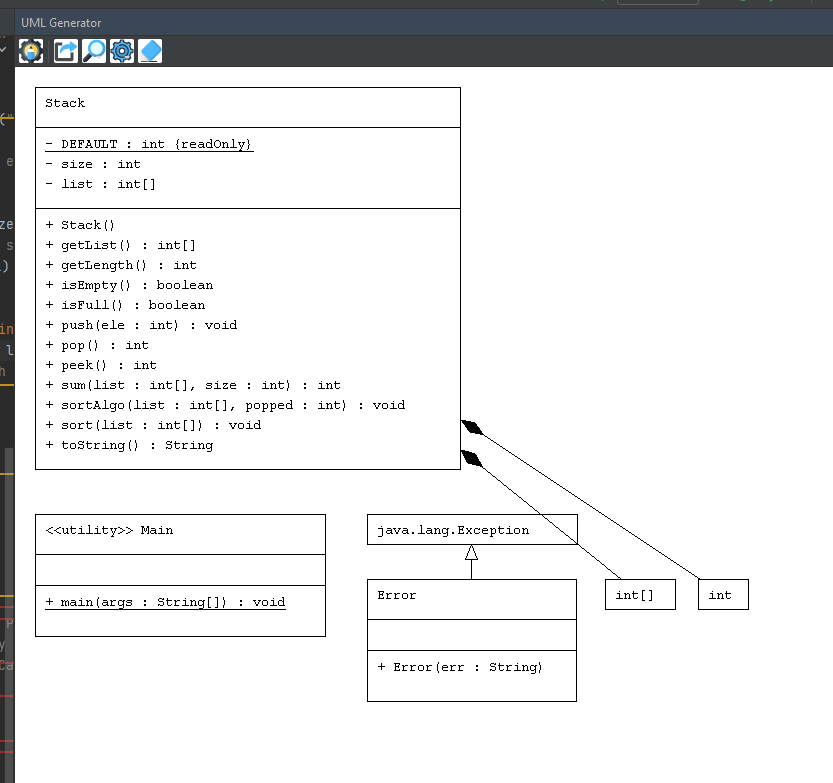 UML Generator
Stack
- DEFAULT : int {readOnly}
- size : int
- list : int[]
+ Stack()
+ getList() : int[]
+ getLength() : int
+ isEmpty() : boolean
+ isFull() : boolean
+ push(ele : int) : void
+ pop() : int
+ peek() : int
+ sum(list : int[], size : int) : int
+ sortAlgo(list : int[], popped : int) : void
+ sort(list : int[]) : void
+ toString() : String
<<utility>> Main
+ main(args : String[]) : void
java.lang.Exception
Error
+ Error(err : String)
int[]
int